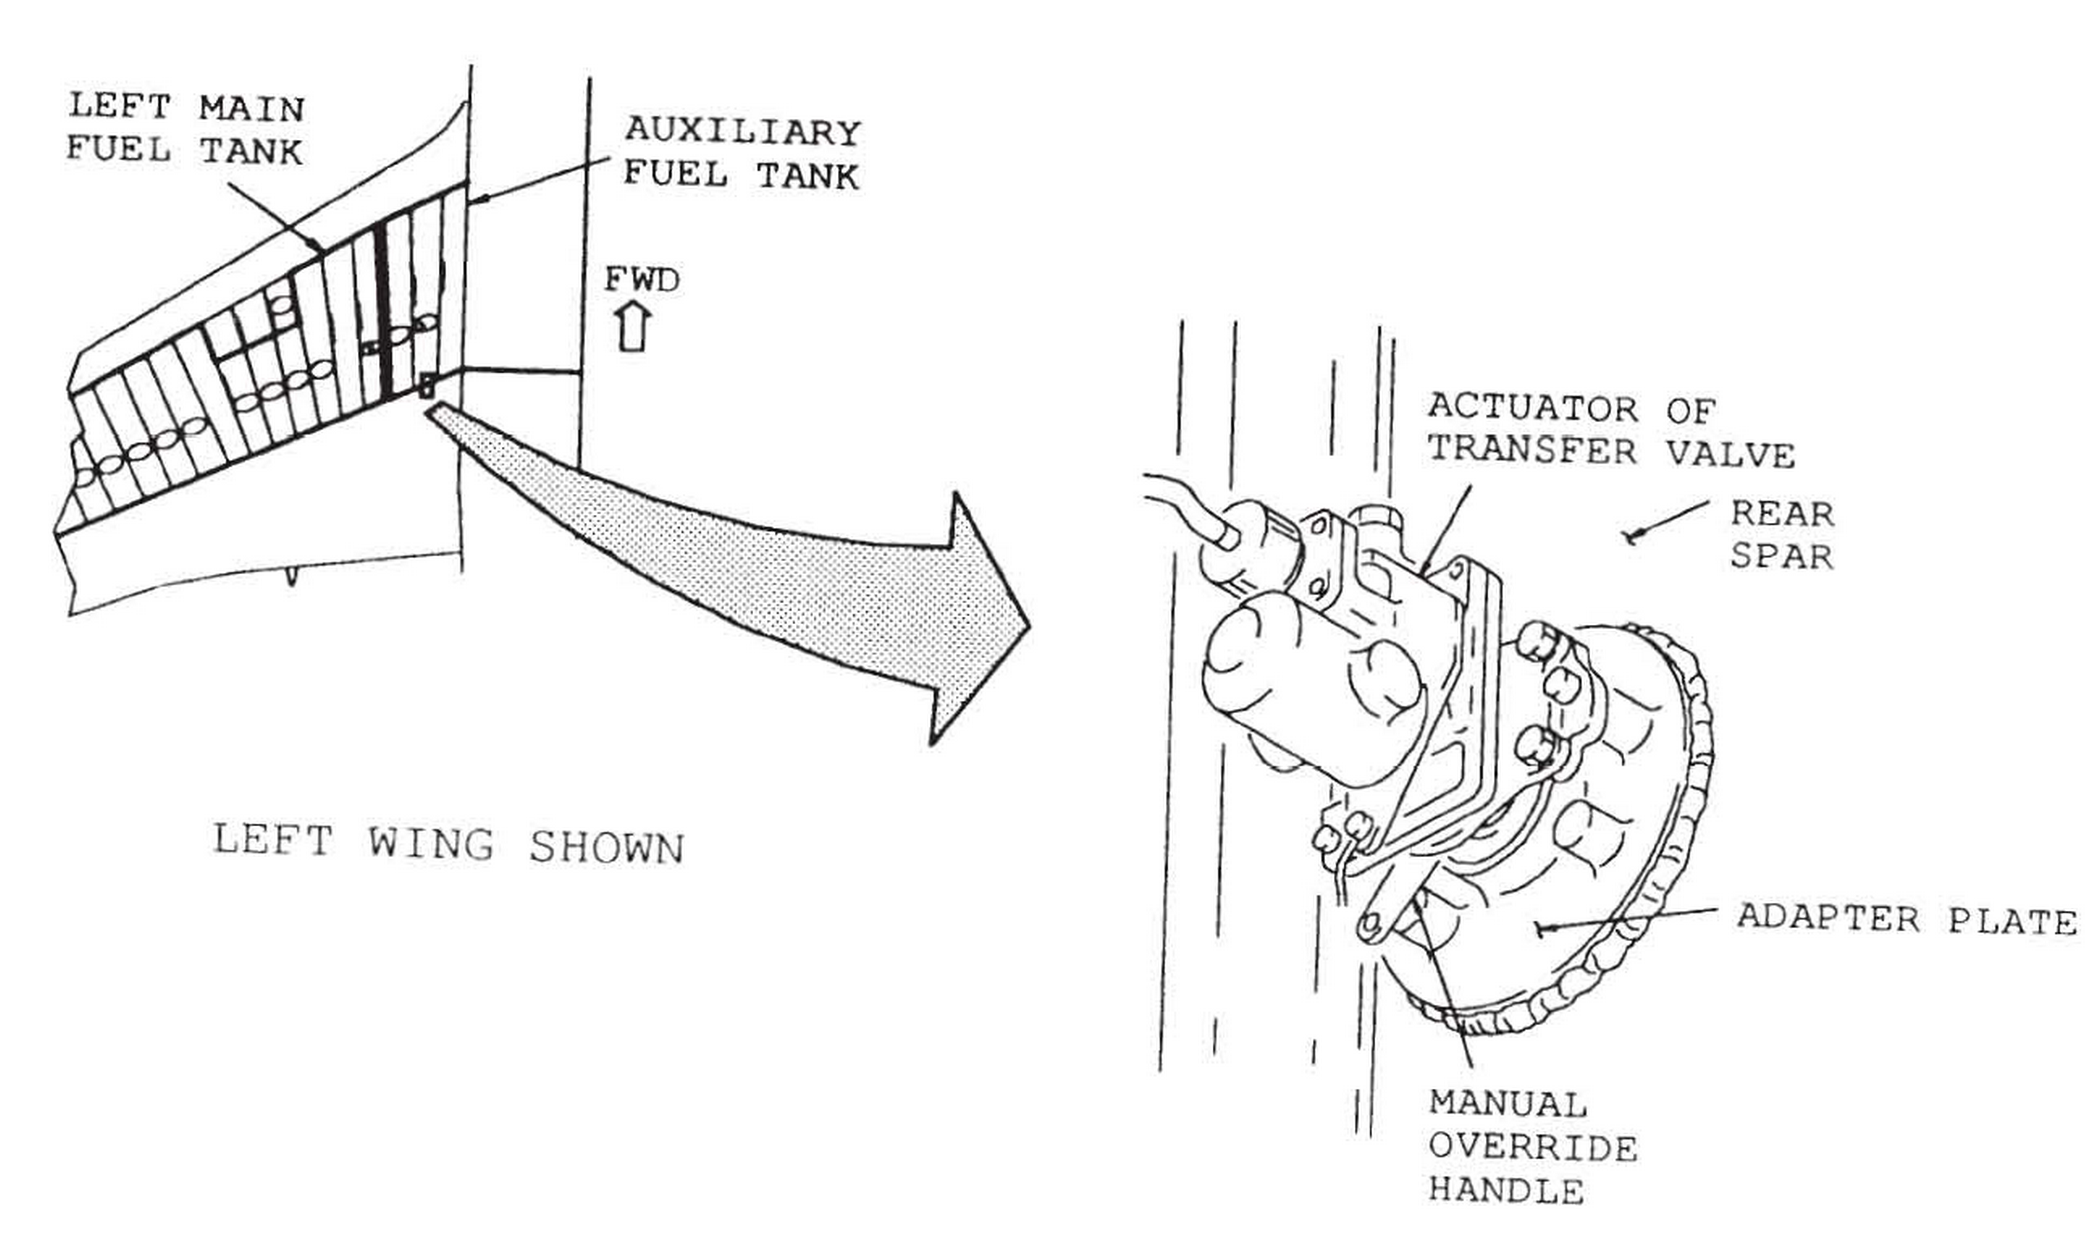 LEFT MAIN
FUEL TANK
AUXILIARY
FUEL TANK
FWD
LEFT WING SHOWN
ACTUATOR OF
TRANSFER VALVE
REAR
SPAR
ADAPTER PLATE
MANUAL
OVERRIDE
HANDLE